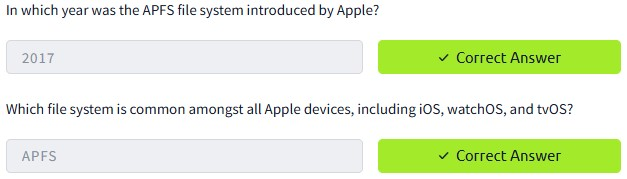 In which year was the APFS file system introduced by Apple?
2017
✓ Correct Answer
Which file system is common amongst all Apple devices, including iOS, watchOS, and tvOS?
APFS
✓ Correct Answer